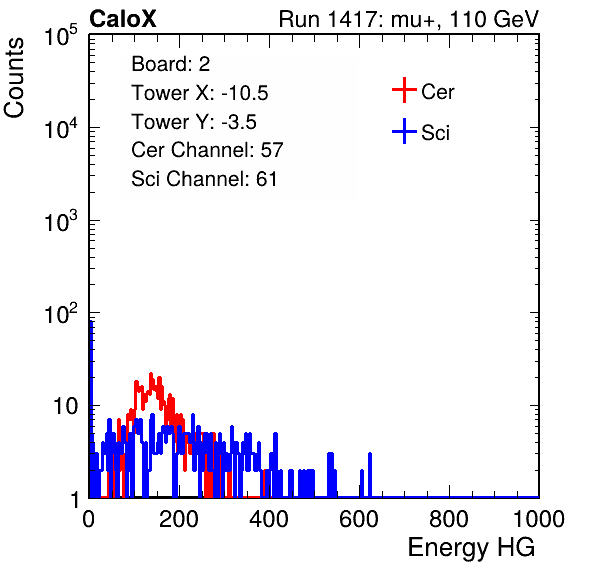 CaloX Run 1417: mu+, 110 GeV
Counts
10^5
10^4
10^3
10^2
10
1
Board: 2
Tower X: -10.5
Tower Y: -3.5
Cer Channel: 57
Sci Channel: 61
Cer
Sci
0 200 400 600 800 1000
Energy HG